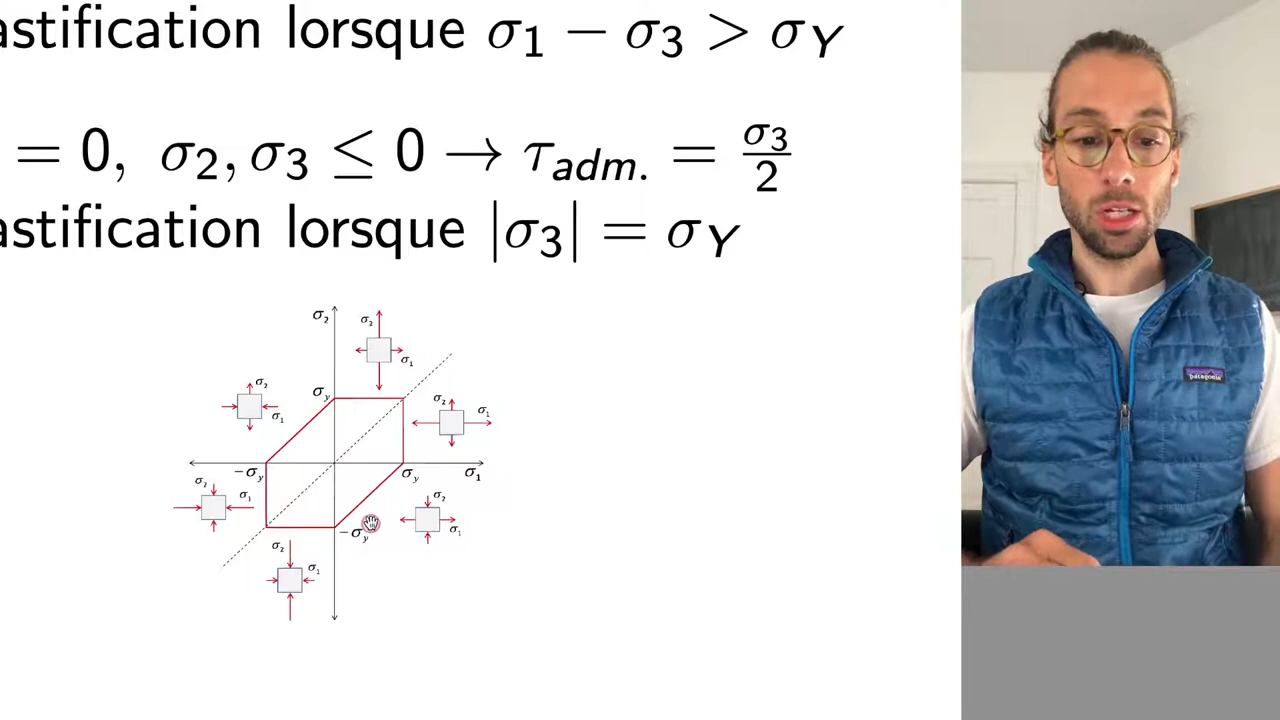 astification lorsque σ₁ − σ₃ > σY
= 0, σ₂, σ₃ ≤ 0 → τadm. = σ₃/2
astification lorsque |σ₃| = σY
σ₂
σ₂
σ₁
σy
σ₂
σ₁
σ₂
σ₁
−σy
σy
σ₁
σ₂
σ₁
σ₂
σ₁
−σy
σ₂
σ₁
patagonia